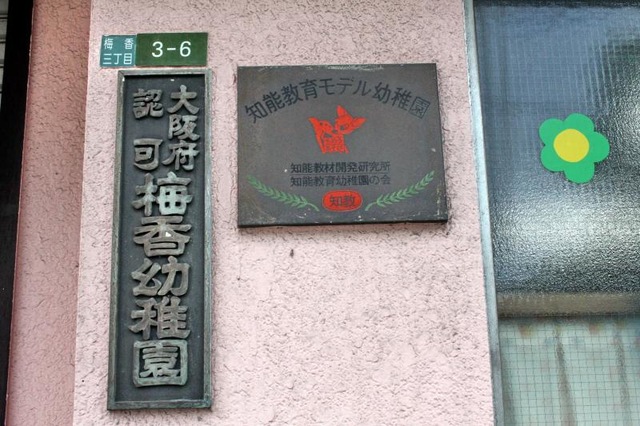 梅香
三丁目
3-6
大阪府
認可
梅香幼稚園
知能教育モデル幼稚園
知能教材開発研究所
知能教育幼稚園の会
知教